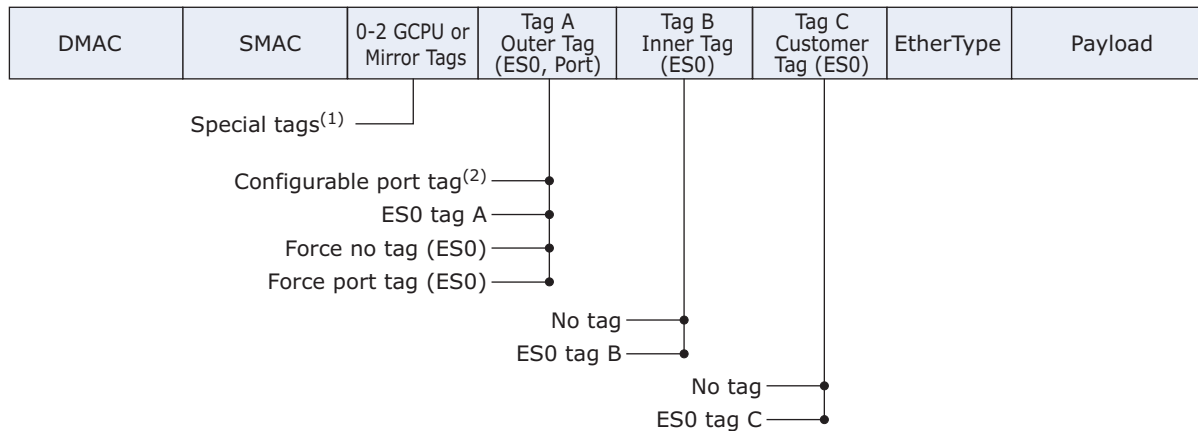 DMAC
SMAC
0-2 GCPU or
Mirror Tags
Tag A
Outer Tag
(ES0, Port)
Tag B
Inner Tag
(ES0)
Tag C
Customer
Tag (ES0)
EtherType
Payload
Special tags(1)
Configurable port tag(2)
ES0 tag A
Force no tag (ES0)
Force port tag (ES0)
No tag
ES0 tag B
No tag
ES0 tag C